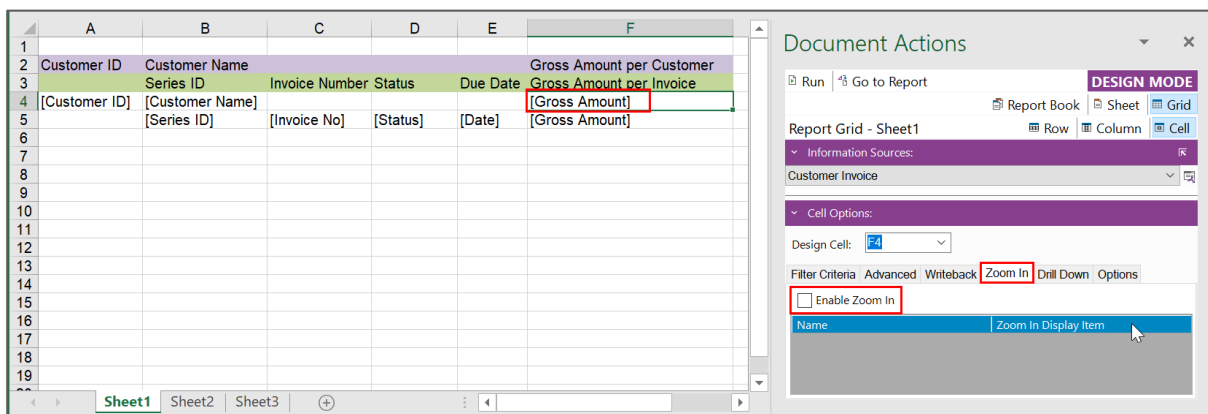 A B C D E F
1
2 Customer ID Customer Name Gross Amount per Customer
3 Series ID Invoice Number Status Due Date Gross Amount per Invoice
4 [Customer ID] [Customer Name] [Gross Amount]
5 [Series ID] [Invoice No] [Status] [Date] [Gross Amount]
6
7
8
9
10
11
12
13
14
15
16
17
18
19
Sheet1 Sheet2 Sheet3
Document Actions
Run Go to Report DESIGN MODE
Report Book Sheet Grid
Report Grid - Sheet1 Row Column Cell
Information Sources:
Customer Invoice
Cell Options:
Design Cell: F4
Filter Criteria Advanced Writeback Zoom In Drill Down Options
Enable Zoom In
Name Zoom In Display Item